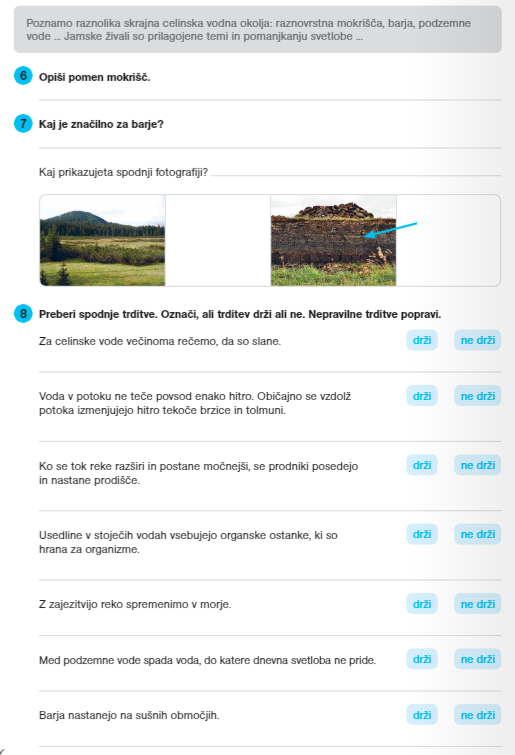 Poznamo raznolika skrajna celinska vodna okolja: raznovrstna mokrišča, barja, podzemne
vode ... Jamske živali so prilagojene temi in pomanjkanju svetlobe ...
6 Opiši pomen mokrišč.
7 Kaj je značilno za barje?
Kaj prikazujeta spodnji fotografiji?
8 Preberi spodnje trditve. Označi, ali trditev drži ali ne. Nepravilne trditve popravi.
Za celinske vode večinoma rečemo, da so slane. drži ne drži
Voda v potoku ne teče povsod enako hitro. Običajno se vzdolž drži ne drži
potoka izmenjujejo hitro tekoče brzice in tolmuni.
Ko se tok reke razširi in postane močnejši, se prodniki posedejo drži ne drži
in nastane prodišče.
Usedline v stoječih vodah vsebujejo organske ostanke, ki so drži ne drži
hrana za organizme.
Z zajezitvijo reko spremenimo v morje. drži ne drži
Med podzemne vode spada voda, do katere dnevna svetloba ne pride. drži ne drži
Barja nastanejo na sušnih območjih. drži ne drži